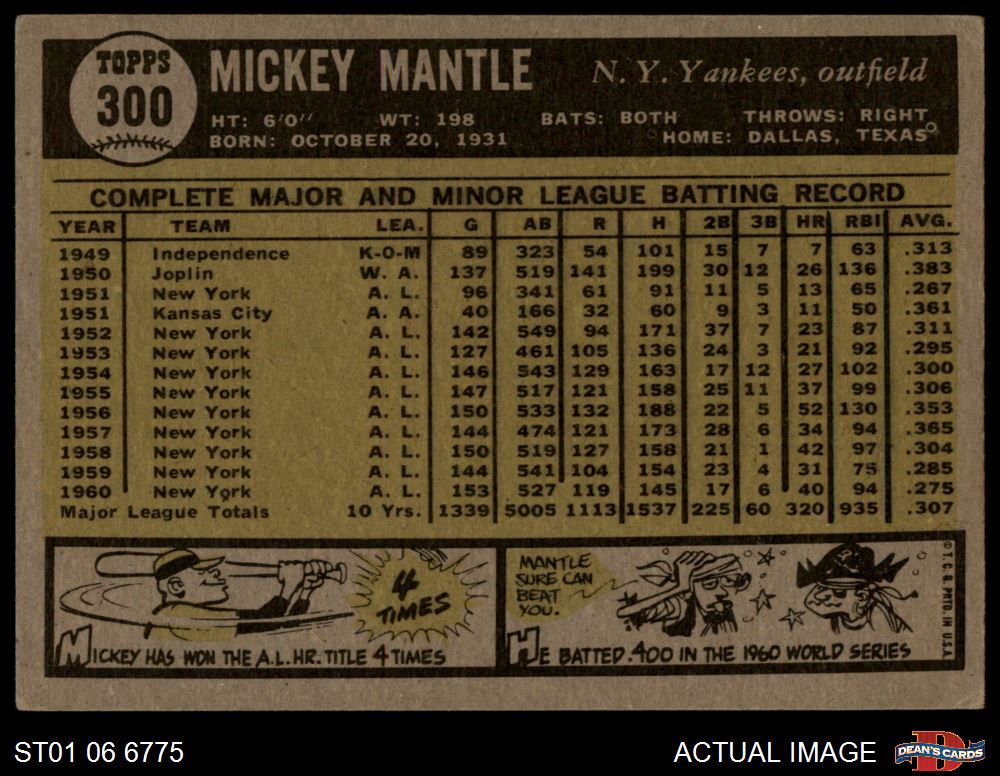 TOPPS
300
MICKEY MANTLE N. Y. Yankees, outfield
HT: 6'0" WT: 198 BATS: BOTH THROWS: RIGHT
BORN: OCTOBER 20, 1931 HOME: DALLAS, TEXAS
COMPLETE MAJOR AND MINOR LEAGUE BATTING RECORD
YEAR TEAM LEA. G AB R H 2B 3B HR RBI AVG.
1949 Independence K-O-M 89 323 54 101 15 7 7 63 .313
1950 Joplin W. A. 137 519 141 199 30 12 26 136 .383
1951 New York A. L. 96 341 61 91 11 5 13 65 .267
1951 Kansas City A. A. 40 166 32 60 9 3 11 50 .361
1952 New York A. L. 142 549 94 171 37 7 23 87 .311
1953 New York A. L. 127 461 105 136 24 3 21 92 .295
1954 New York A. L. 146 543 129 163 17 12 27 102 .300
1955 New York A. L. 147 517 121 158 25 11 37 99 .306
1956 New York A. L. 150 533 132 188 22 5 52 130 .353
1957 New York A. L. 144 474 121 173 28 6 34 94 .365
1958 New York A. L. 150 519 127 158 21 1 42 97 .304
1959 New York A. L. 144 541 104 154 23 4 31 75 .285
1960 New York A. L. 153 527 119 145 17 6 40 94 .275
Major League Totals 10 Yrs. 1339 5005 1113 1537 225 60 320 935 .307
4
TIMES
MICKEY HAS WON THE A.L. HR. TITLE 4 TIMES
MANTLE
SURE CAN
BEAT
YOU.
HE BATTED .400 IN THE 1960 WORLD SERIES
© T.C.G. PRTD. IN U.S.A.
ST01 06 6775 ACTUAL IMAGE DEAN'S CARDS